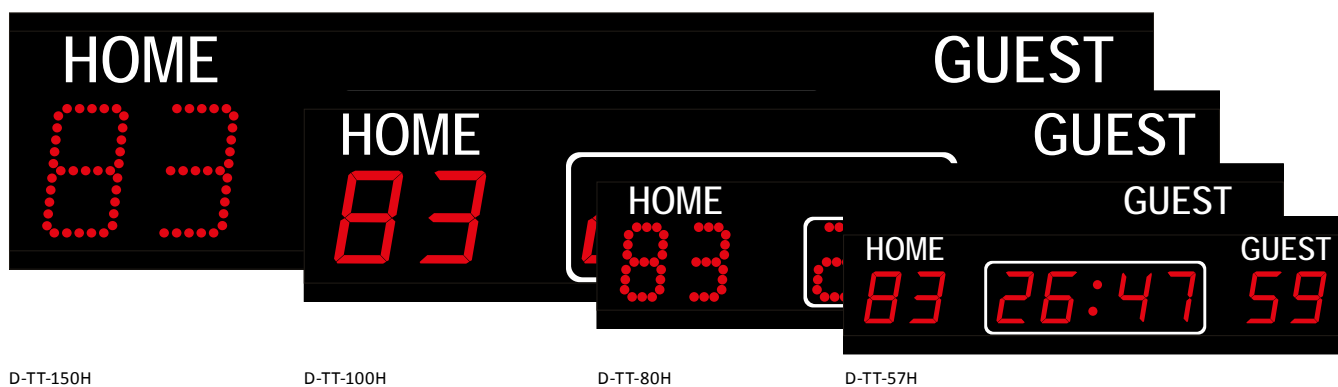 HOME GUEST
83
HOME GUEST
83
HOME GUEST
83
HOME GUEST
83 26:47 59
D-TT-150H D-TT-100H D-TT-80H D-TT-57H